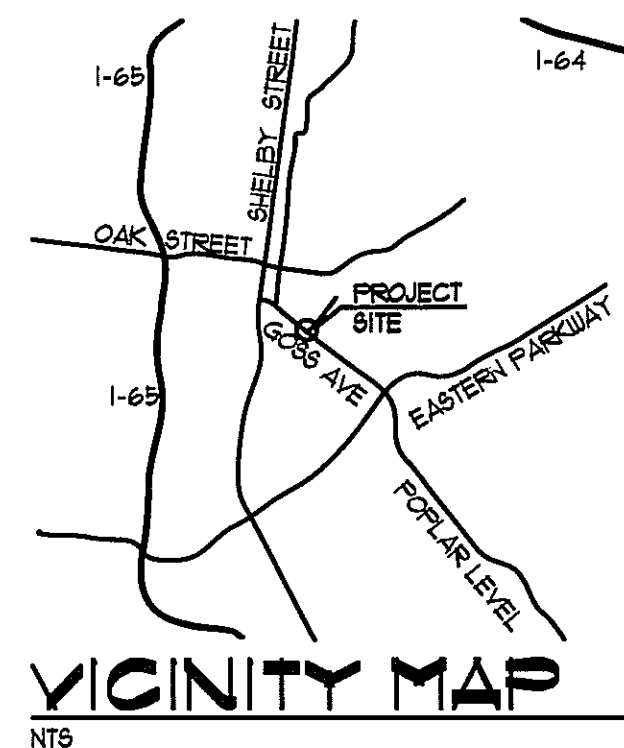 I-65
SHELBY STREET
I-64
OAK STREET
PROJECT
SITE
GOSS AVE
EASTERN PARKWAY
I-65
POPLAR LEVEL
VICINITY MAP
NTS